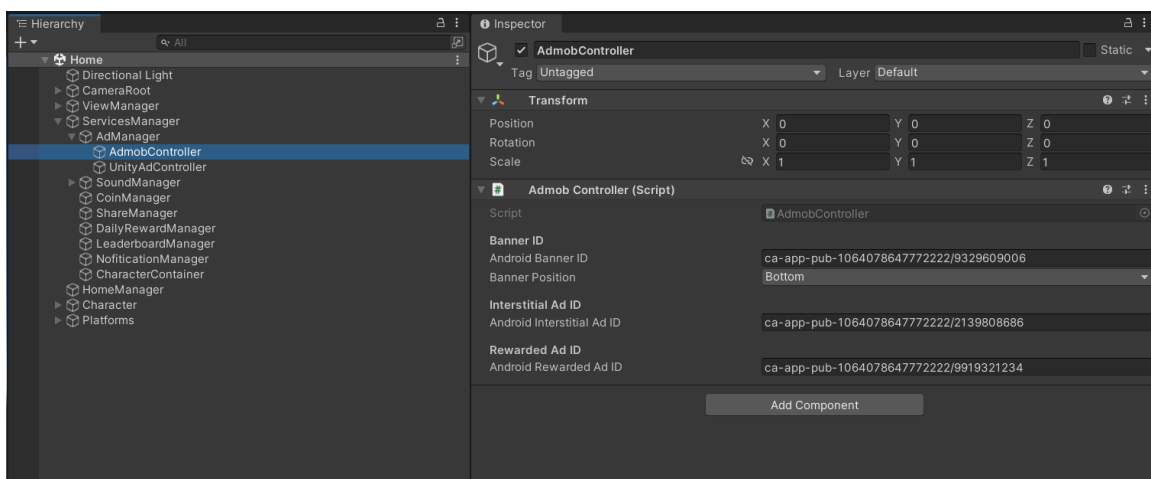 Hierarchy
All
Home
Directional Light
CameraRoot
ViewManager
ServicesManager
AdManager
AdmobController
UnityAdController
SoundManager
CoinManager
ShareManager
DailyRewardManager
LeaderboardManager
NofiticationManager
CharacterContainer
HomeManager
Character
Platforms
Inspector
AdmobController Static
Tag Untagged Layer Default
Transform
Position X 0 Y 0 Z 0
Rotation X 0 Y 0 Z 0
Scale X 1 Y 1 Z 1
# Admob Controller (Script)
Script # AdmobController
Banner ID
Android Banner ID ca-app-pub-1064078647772222/9329609006
Banner Position Bottom
Interstitial Ad ID
Android Interstitial Ad ID ca-app-pub-1064078647772222/2139808686
Rewarded Ad ID
Android Rewarded Ad ID ca-app-pub-1064078647772222/9919321234
Add Component